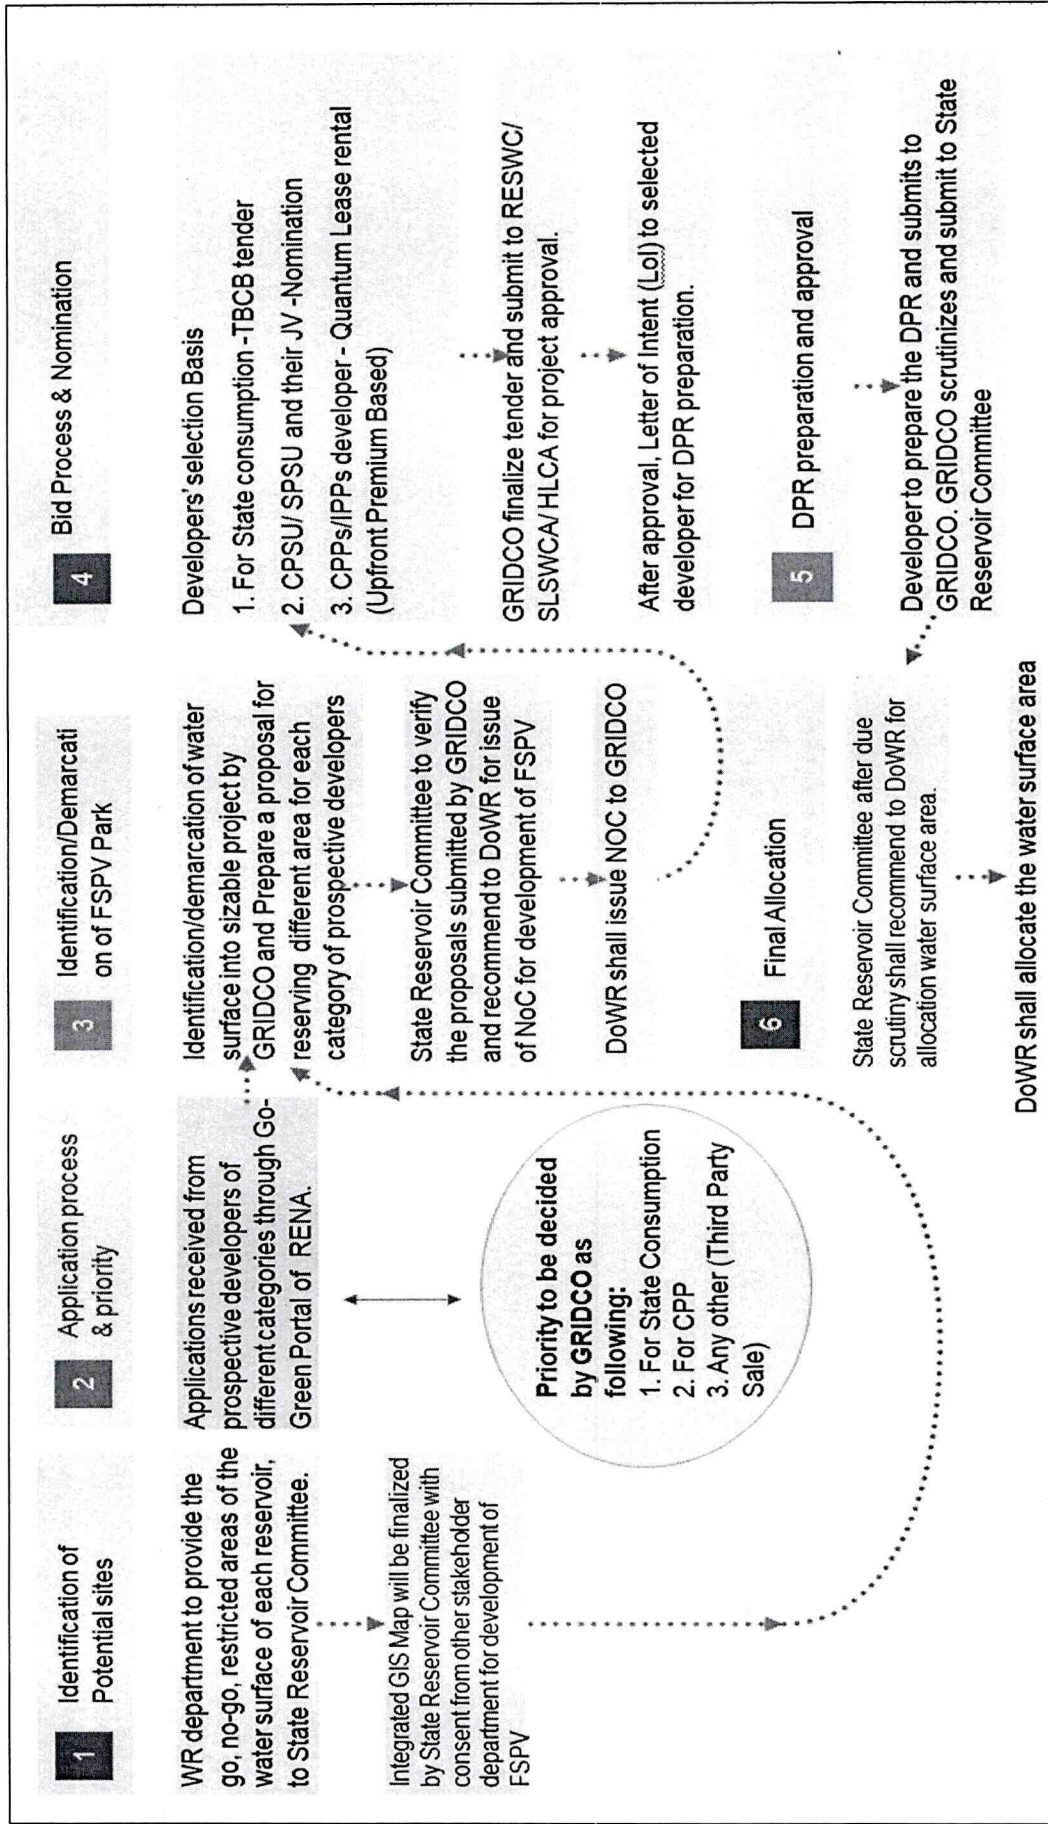 1
Identification of
Potential sites
WR department to provide the
go, no-go, restricted areas of the
water surface of each reservoir,
to State Reservoir Committee.
Integrated GIS Map will be finalized
by State Reservoir Committee with
consent from other stakeholder
department for development of
FSPV
2
Application process
& priority
Applications received from
prospective developers of
different categories through Go-
Green Portal of RENA.
Priority to be decided
by GRIDCO as
following:
1. For State Consumption
2. For CPP
3. Any other (Third Party
Sale)
3
Identification/Demarcati
on of FSPV Park
Identification/demarcation of water
surface into sizable project by
GRIDCO and Prepare a proposal for
reserving different area for each
category of prospective developers
State Reservoir Committee to verify
the proposals submitted by GRIDCO
and recommend to DoWR for issue
of NoC for development of FSPV
DoWR shall issue NOC to GRIDCO
4
Bid Process & Nomination
Developers' selection Basis
1. For State consumption -TBCB tender
2. CPSU/ SPSU and their JV -Nomination
3. CPPs/IPPs developer - Quantum Lease rental
(Upfront Premium Based)
GRIDCO finalize tender and submit to RESWC/
SLSWCA/ HLCA for project approval.
After approval, Letter of Intent (LoI) to selected
developer for DPR preparation.
5
DPR preparation and approval
Developer to prepare the DPR and submits to
GRIDCO. GRIDCO scrutinizes and submit to State
Reservoir Committee
6
Final Allocation
State Reservoir Committee after due
scrutiny shall recommend to DoWR for
allocation water surface area.
DoWR shall allocate the water surface area